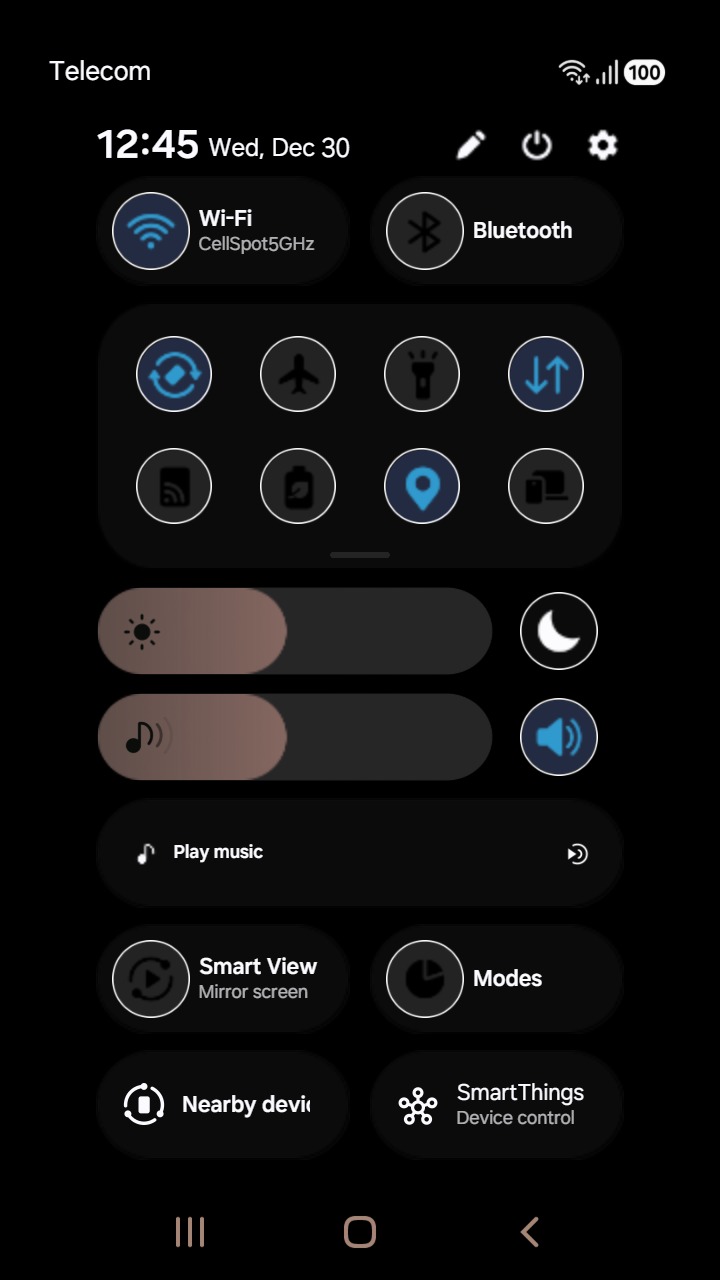 Telecom
100
12:45 Wed, Dec 30
Wi-Fi
CellSpot5GHz
Bluetooth
Play music
Smart View
Mirror screen
Modes
Nearby devic
SmartThings
Device control